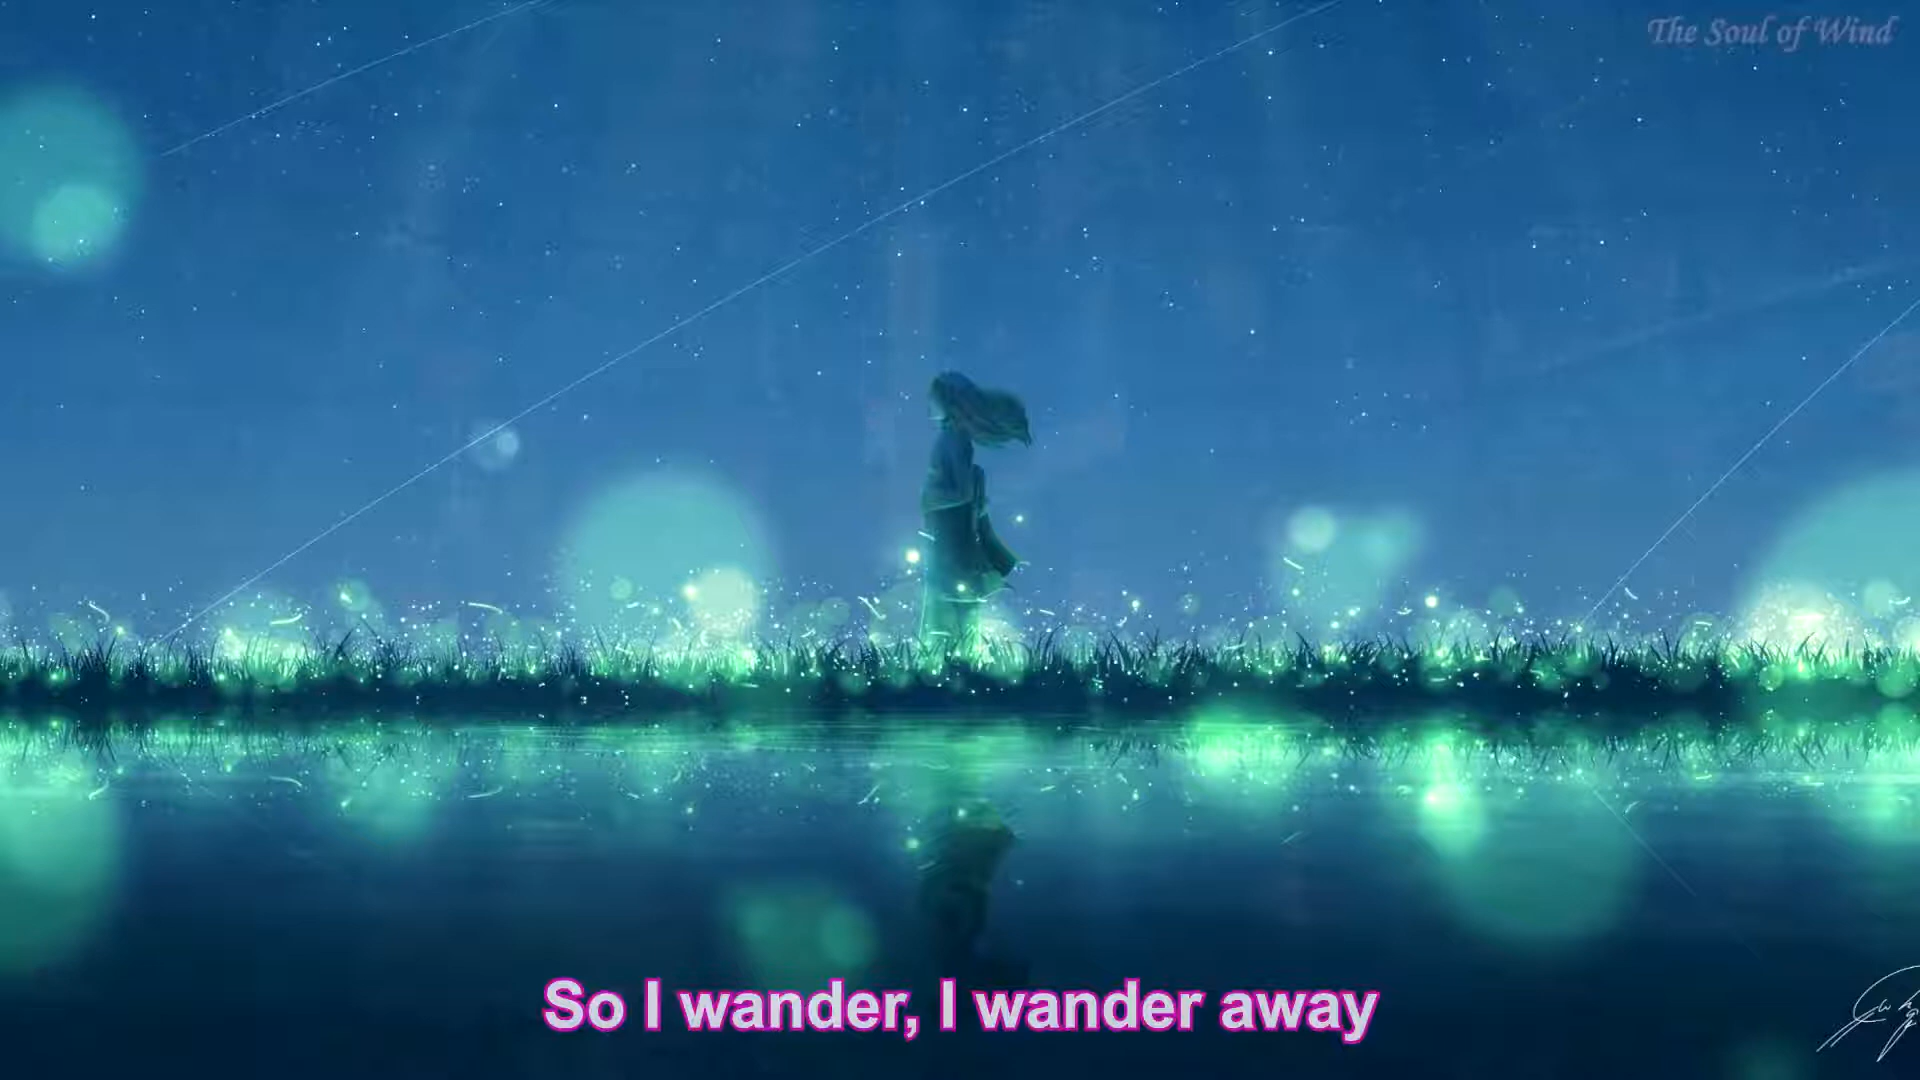 The Soul of Wind
So I wander, I wander away